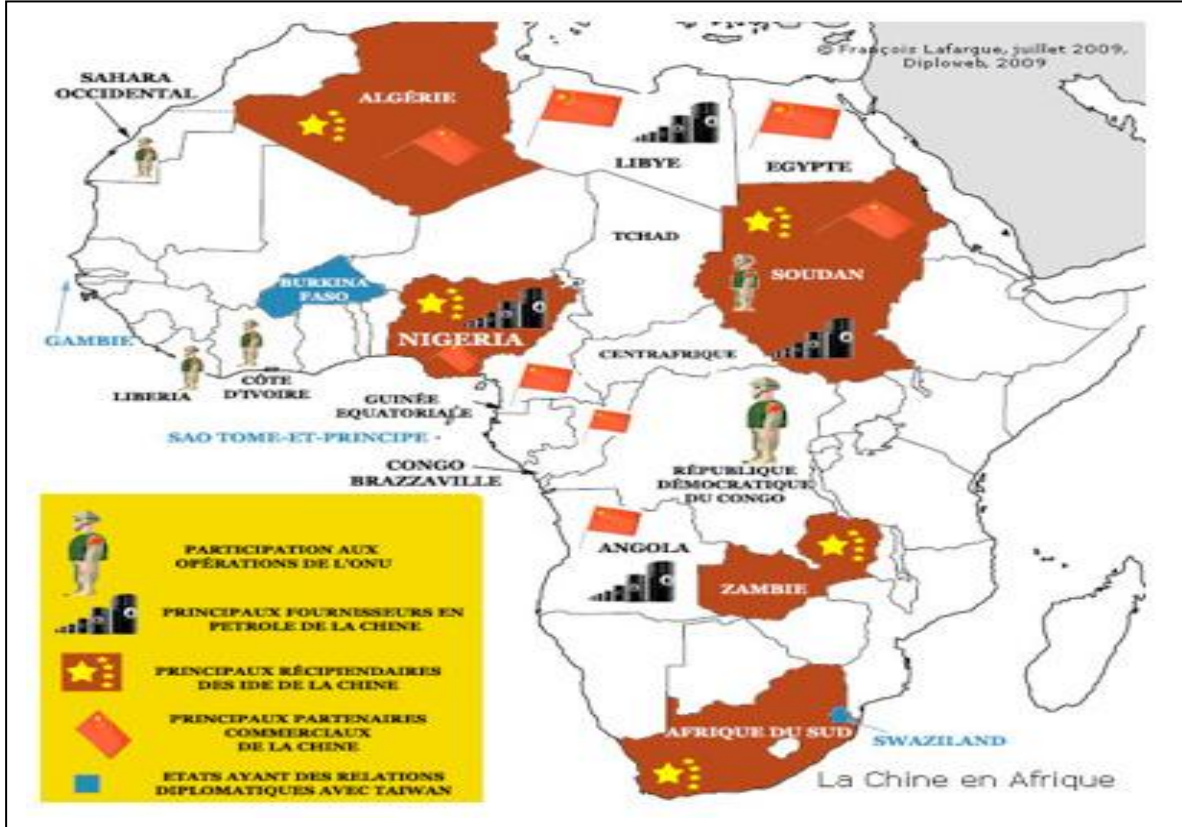 © François Lafargue, juillet 2009,
Diploweb, 2009
SAHARA
OCCIDENTAL
ALGÉRIE
LIBYE
EGYPTE
TCHAD
SOUDAN
BURKINA
FASO
NIGERIA
GAMBIE
CENTRAFRIQUE
LIBERIA
CÔTE
D'IVOIRE
GUINÉE
EQUATORIALE
SAO TOME-ET-PRINCIPE
CONGO
BRAZZAVILLE
RÉPUBLIQUE
DÉMOCRATIQUE
DU CONGO
ANGOLA
ZAMBIE
AFRIQUE DU SUD
SWAZILAND
PARTICIPATION AUX
OPÉRATIONS DE L'ONU
PRINCIPAUX FOURNISSEURS EN
PETROLE DE LA CHINE
PRINCIPAUX RÉCIPIENDAIRES
DES IDE DE LA CHINE
PRINCIPAUX PARTENAIRES
COMMERCIAUX
DE LA CHINE
ETATS AYANT DES RELATIONS
DIPLOMATIQUES AVEC TAIWAN
La Chine en Afrique